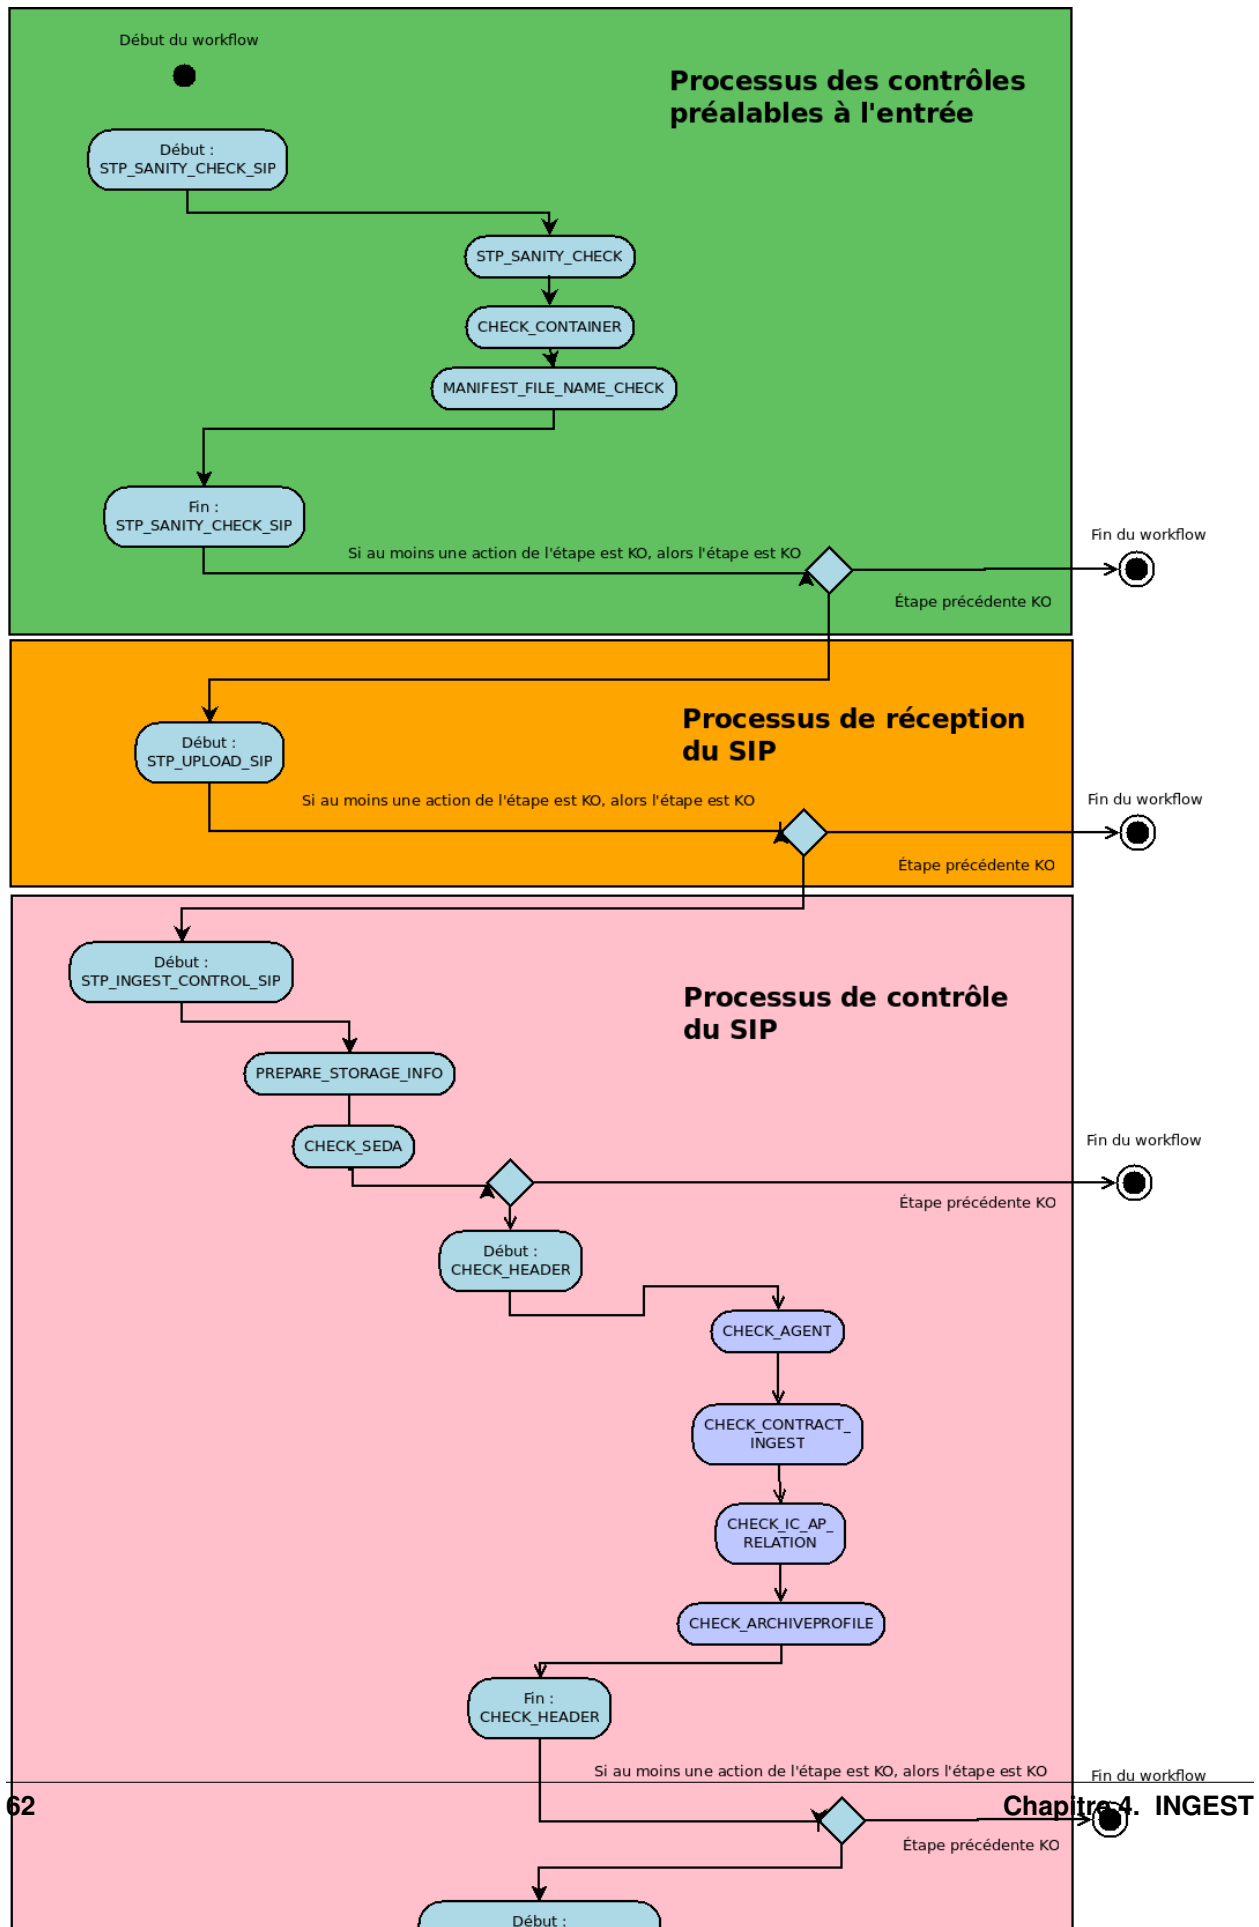 Début du workflow
Processus des contrôles
préalables à l'entrée
Début :
STP_SANITY_CHECK_SIP
STP_SANITY_CHECK
CHECK_CONTAINER
MANIFEST_FILE_NAME_CHECK
Fin :
STP_SANITY_CHECK_SIP
Si au moins une action de l'étape est KO, alors l'étape est KO
Fin du workflow
Étape précédente KO
Processus de réception
du SIP
Début :
STP_UPLOAD_SIP
Si au moins une action de l'étape est KO, alors l'étape est KO
Fin du workflow
Étape précédente KO
Début :
STP_INGEST_CONTROL_SIP
Processus de contrôle
du SIP
PREPARE_STORAGE_INFO
CHECK_SEDA
Fin du workflow
Étape précédente KO
Début :
CHECK_HEADER
CHECK_AGENT
CHECK_CONTRACT_
INGEST
CHECK_IC_AP_
RELATION
CHECK_ARCHIVEPROFILE
Fin :
CHECK_HEADER
Si au moins une action de l'étape est KO, alors l'étape est KO
Fin du workflow
62
Chapitre 4. INGEST
Étape précédente KO
Début :